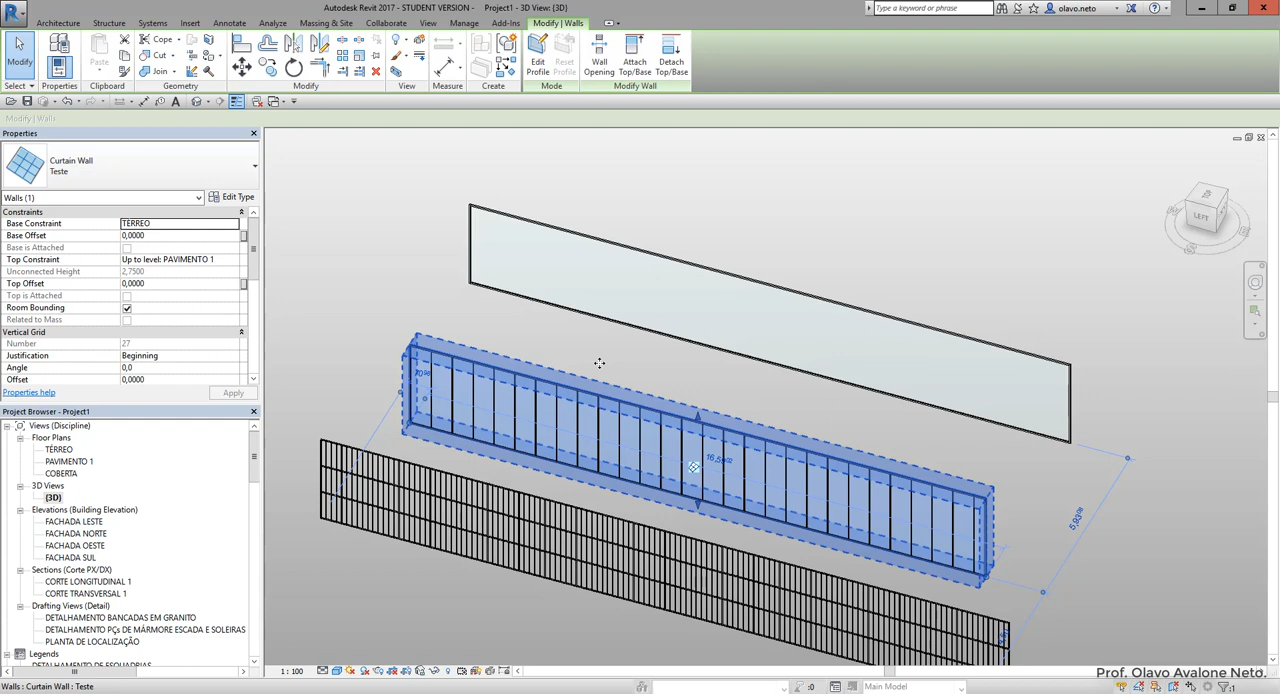 Autodesk Revit 2017 - STUDENT VERSION - Project1 - 3D View: {3D}
Type a keyword or phrase
olavo.neto
Architecture Structure Systems Insert Annotate Analyze Massing & Site Collaborate View Manage Add-Ins Modify | Walls
Modify
Properties
Paste
Cope
Cut
Join
Edit Profile
Reset Profile
Wall Opening
Attach Top/Base
Detach Top/Base
Select Properties Clipboard Geometry Modify View Measure Create Mode Modify Wall
Modify | Walls
Properties
Curtain Wall
Teste
Walls (1)
Edit Type
Constraints
Base Constraint TÉRREO
Base Offset 0,0000
Base is Attached
Top Constraint Up to level: PAVIMENTO 1
Unconnected Height 2,7500
Top Offset 0,0000
Top is Attached
Room Bounding
Related to Mass
Vertical Grid
Number 27
Justification Beginning
Angle 0,0
Offset 0,0000
Properties help
Apply
Project Browser - Project1
Views (Discipline)
Floor Plans
TÉRREO
PAVIMENTO 1
COBERTA
3D Views
{3D}
Elevations (Building Elevation)
FACHADA LESTE
FACHADA NORTE
FACHADA OESTE
FACHADA SUL
Sections (Corte PX/DX)
CORTE LONGITUDINAL 1
CORTE TRANSVERSAL 1
Drafting Views (Detail)
DETALHAMENTO BANCADAS EM GRANITO
DETALHAMENTO PÇs DE MÁRMORE ESCADA E SOLEIRAS
PLANTA DE LOCALIZAÇÃO
Legends
LEFT
5,93
1 : 100
Prof. Olavo Avalone Neto.
Walls : Curtain Wall : Teste
:0
Main Model
:1